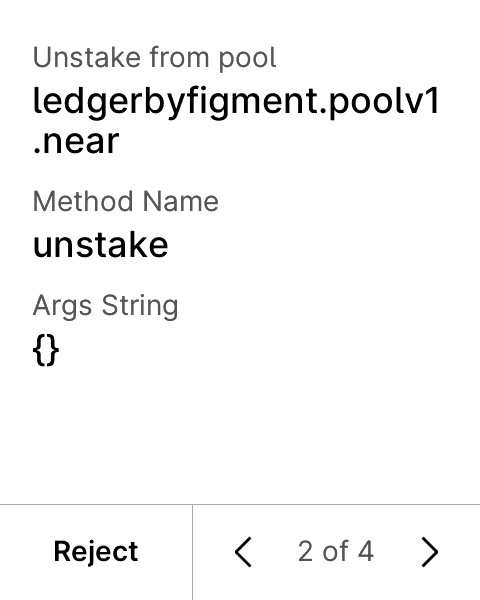 Unstake from pool
ledgerbyfigment.poolv1
.near
Method Name
unstake
Args String
{}
Reject
2 of 4